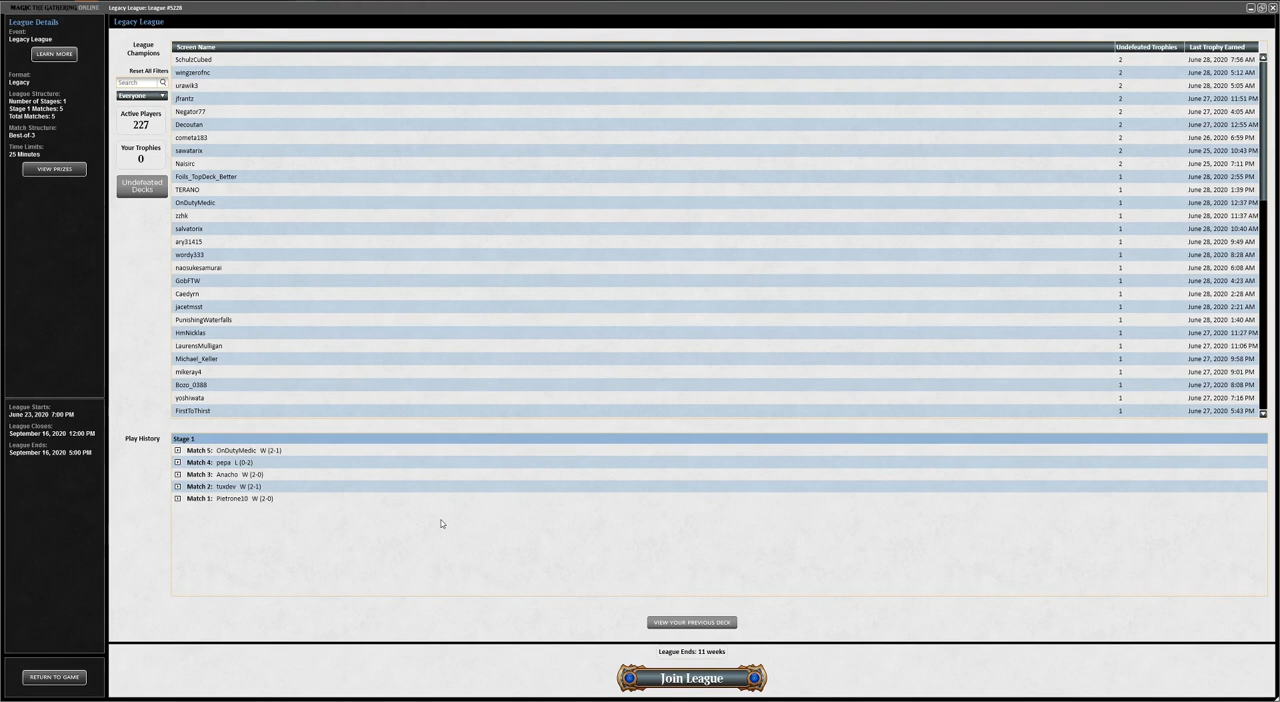 MAGIC THE GATHERING ONLINE
Legacy League: League #5228
League Details
Event:
Legacy League
LEARN MORE
Format:
Legacy
League Structure:
Number of Stages: 1
Stage 1 Matches: 5
Total Matches: 5
Match Structure:
Best-of-3
Time Limits:
25 Minutes
VIEW PRIZES
League Starts:
June 23, 2020 7:00 PM
League Closes:
September 16, 2020 12:00 PM
League Ends:
September 16, 2020 5:00 PM
RETURN TO GAME
Legacy League
League
Champions
Reset All Filters
Search
Everyone
Active Players
227
Your Trophies
0
Undefeated
Decks
Screen Name Undefeated Trophies Last Trophy Earned
SchulzCubed 2 June 28, 2020 7:56 AM
wingzerofnc 2 June 28, 2020 5:12 AM
urawik3 2 June 28, 2020 5:05 AM
jfrantz 2 June 27, 2020 11:51 PM
Negator77 2 June 27, 2020 4:05 AM
Decoutan 2 June 27, 2020 12:55 AM
cometa183 2 June 26, 2020 6:59 PM
sawatarix 2 June 25, 2020 10:43 PM
Naisirc 2 June 25, 2020 7:11 PM
Foils_TopDeck_Better 1 June 28, 2020 2:55 PM
TERANO 1 June 28, 2020 1:39 PM
OnDutyMedic 1 June 28, 2020 12:37 PM
zzhk 1 June 28, 2020 11:37 AM
salvatorix 1 June 28, 2020 10:40 AM
ary31415 1 June 28, 2020 9:49 AM
wordy333 1 June 28, 2020 8:28 AM
naosukesamurai 1 June 28, 2020 6:08 AM
GobFTW 1 June 28, 2020 4:23 AM
Caedyrn 1 June 28, 2020 2:28 AM
jacetmsst 1 June 28, 2020 2:21 AM
PunishingWaterfalls 1 June 28, 2020 1:40 AM
HmNicklas 1 June 27, 2020 11:27 PM
LaurensMulligan 1 June 27, 2020 11:06 PM
Michael_Keller 1 June 27, 2020 9:58 PM
mikeray4 1 June 27, 2020 9:01 PM
Bozo_0388 1 June 27, 2020 8:08 PM
yoshiwata 1 June 27, 2020 7:16 PM
FirstToThirst 1 June 27, 2020 5:43 PM
Play History
Stage 1
Match 5: OnDutyMedic W (2-1)
Match 4: pepa L (0-2)
Match 3: Anacho W (2-0)
Match 2: tuxdev W (2-1)
Match 1: Pietrone10 W (2-0)
VIEW YOUR PREVIOUS DECK
League Ends: 11 weeks
Join League